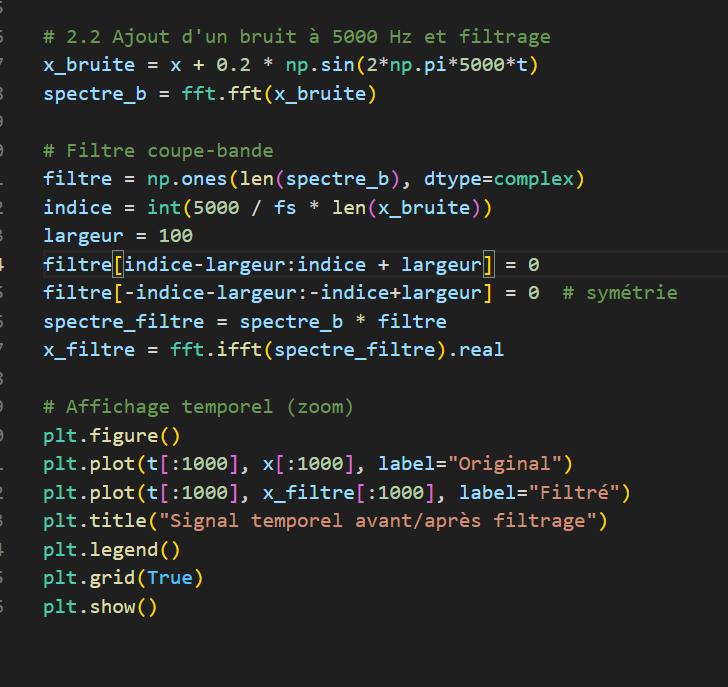 # 2.2 Ajout d'un bruit à 5000 Hz et filtrage
x_bruite = x + 0.2 * np.sin(2*np.pi*5000*t)
spectre_b = fft.fft(x_bruite)
# Filtre coupe-bande
filtre = np.ones(len(spectre_b), dtype=complex)
indice = int(5000 / fs * len(x_bruite))
largeur = 100
filtre[indice-largeur:indice + largeur] = 0
filtre[-indice-largeur:-indice+largeur] = 0  # symétrie
spectre_filtre = spectre_b * filtre
x_filtre = fft.ifft(spectre_filtre).real
# Affichage temporel (zoom)
plt.figure()
plt.plot(t[:1000], x[:1000], label="Original")
plt.plot(t[:1000], x_filtre[:1000], label="Filtré")
plt.title("Signal temporel avant/après filtrage")
plt.legend()
plt.grid(True)
plt.show()